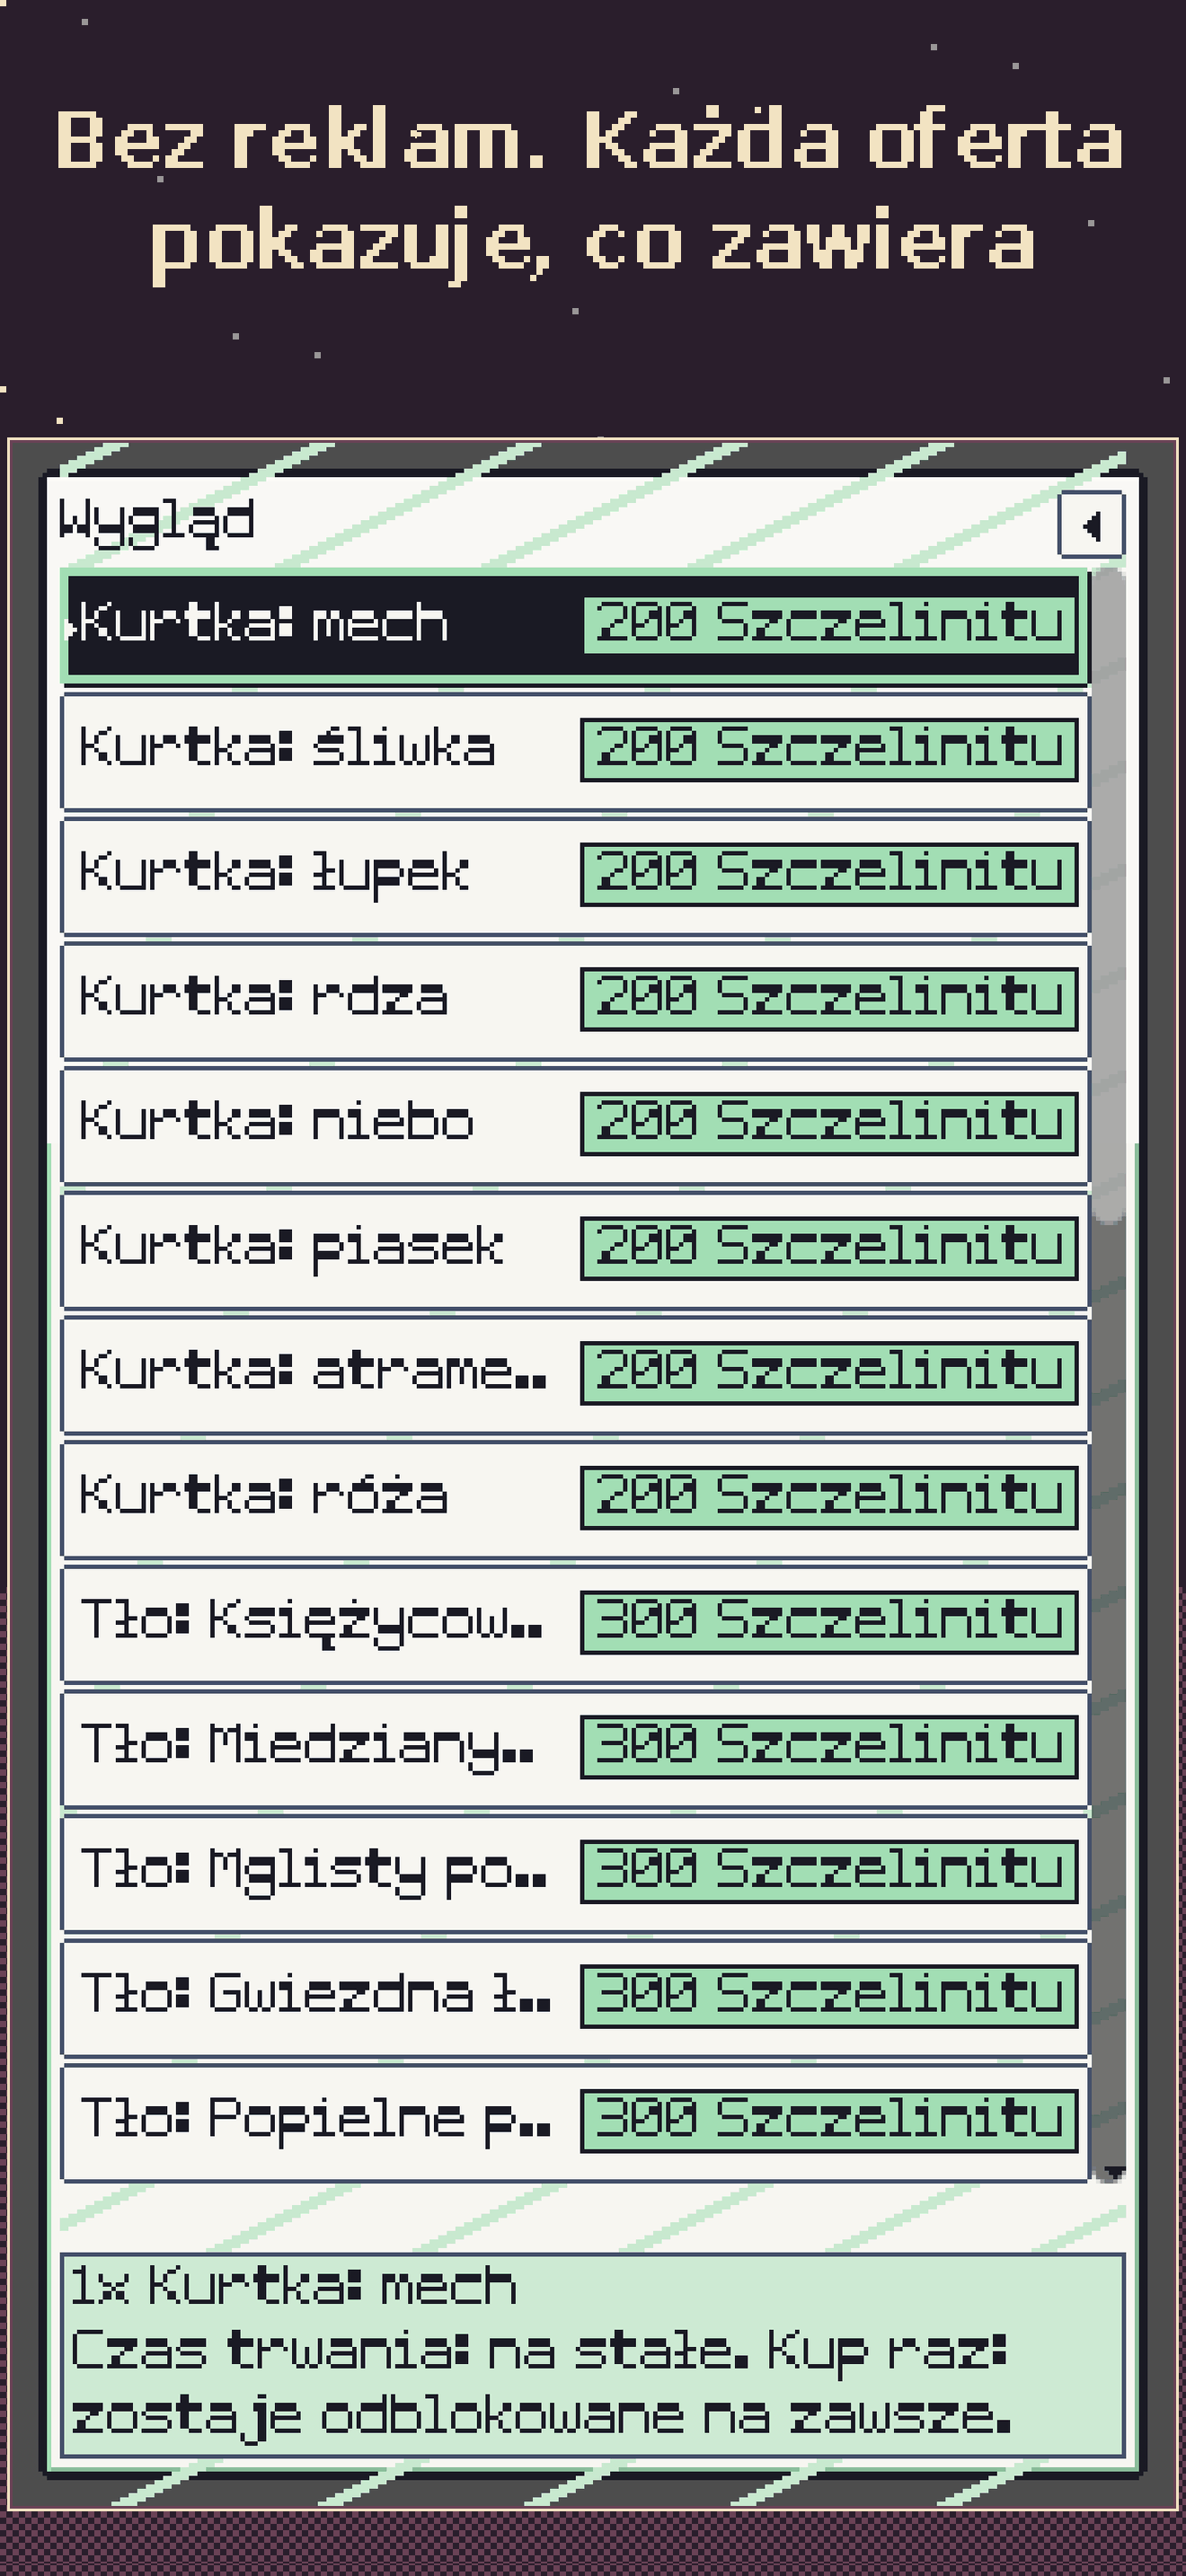 Bez reklam. Każda oferta
pokazuje, co zawiera
Wygląd
Kurtka: mech 200 Szczelinitu
Kurtka: śliwka 200 Szczelinitu
Kurtka: łupek 200 Szczelinitu
Kurtka: rdza 200 Szczelinitu
Kurtka: niebo 200 Szczelinitu
Kurtka: piasek 200 Szczelinitu
Kurtka: atrame.. 200 Szczelinitu
Kurtka: róża 200 Szczelinitu
Tło: Księżycow.. 300 Szczelinitu
Tło: Miedziany.. 300 Szczelinitu
Tło: Mglisty po.. 300 Szczelinitu
Tło: Gwiezdna ł.. 300 Szczelinitu
Tło: Popielne p.. 300 Szczelinitu
1x Kurtka: mech
Czas trwania: na stałe. Kup raz:
zostaje odblokowane na zawsze.